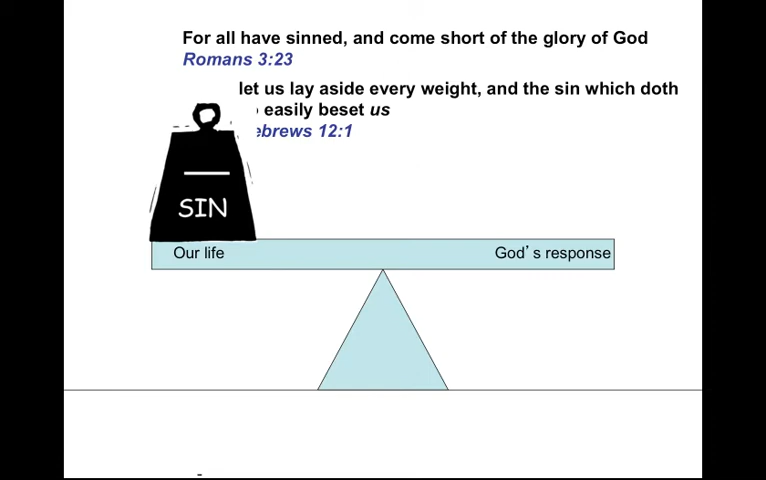 For all have sinned, and come short of the glory of God
Romans 3:23
let us lay aside every weight, and the sin which doth
easily beset us
ebrews 12:1
SIN
Our life
God's response